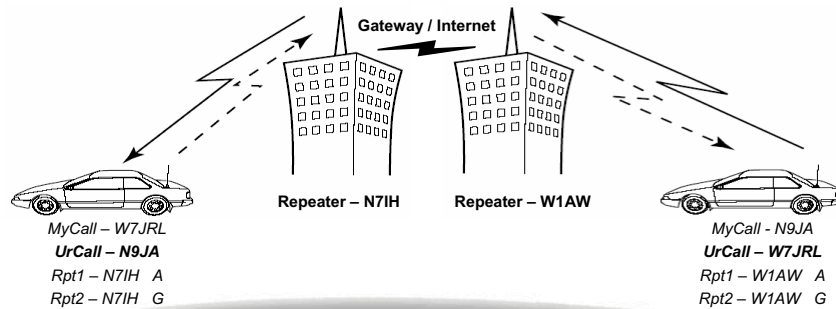 Gateway / Internet
Repeater – N7IH
Repeater – W1AW
MyCall – W7JRL
UrCall – N9JA
Rpt1 – N7IH A
Rpt2 – N7IH G
MyCall - N9JA
UrCall – W7JRL
Rpt1 – W1AW A
Rpt2 – W1AW G